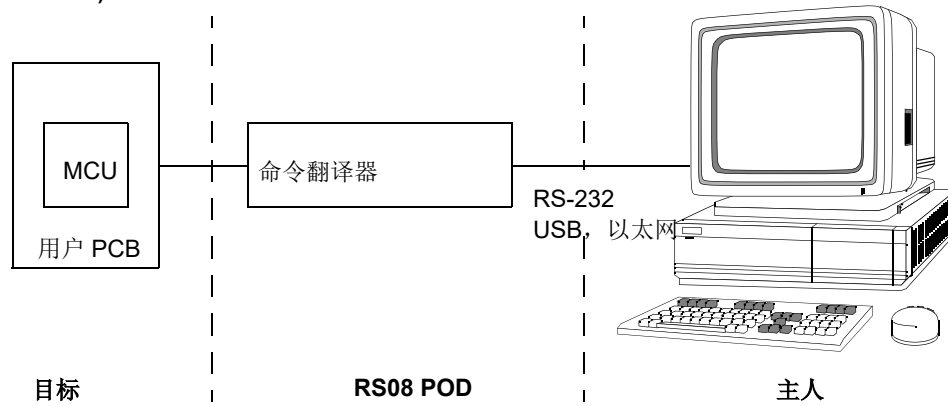 MCU
命令翻译器
RS-232
USB，以太网
用户 PCB
目标
RS08 POD
主人